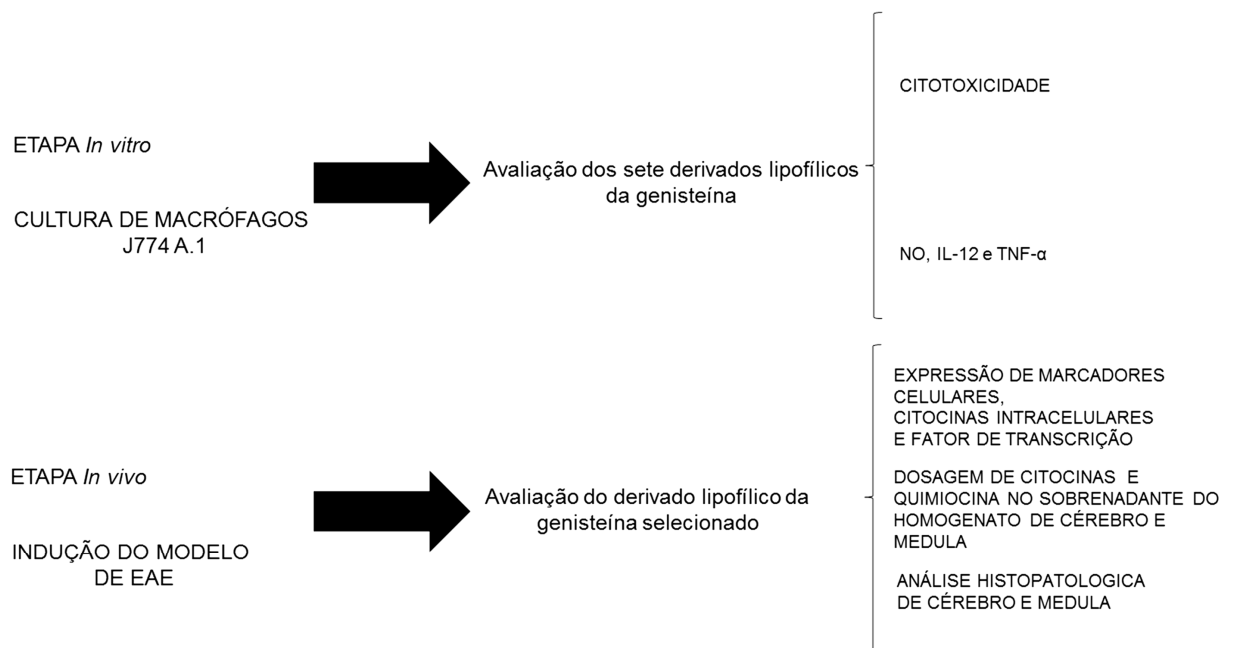 ETAPA In vitro
CULTURA DE MACRÓFAGOS
J774 A.1
Avaliação dos sete derivados lipofílicos
da genisteína
CITOTOXICIDADE
NO, IL-12 e TNF-α
ETAPA In vivo
INDUÇÃO DO MODELO
DE EAE
Avaliação do derivado lipofílico da
genisteína selecionado
EXPRESSÃO DE MARCADORES
CELULARES,
CITOCINAS INTRACELULARES
E FATOR DE TRANSCRIÇÃO
DOSAGEM DE CITOCINAS E
QUIMIOCINA NO SOBRENADANTE DO
HOMOGENATO DE CÉREBRO E
MEDULA
ANÁLISE HISTOPATOLOGICA
DE CÉREBRO E MEDULA